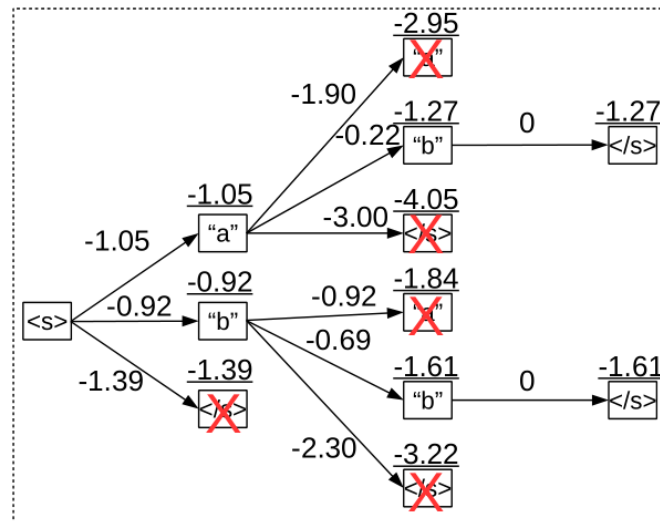 -2.95
“a”
-1.90
-1.27
-0.22
“b”
0
-1.27
</s>
-1.05
“a”
-4.05
-3.00
</s>
-1.05
<s>
-0.92
-0.92
“b”
-1.84
-0.92
“a”
-0.69
-1.39
-1.39
</s>
-1.61
“b”
0
-1.61
</s>
-2.30
-3.22
</s>